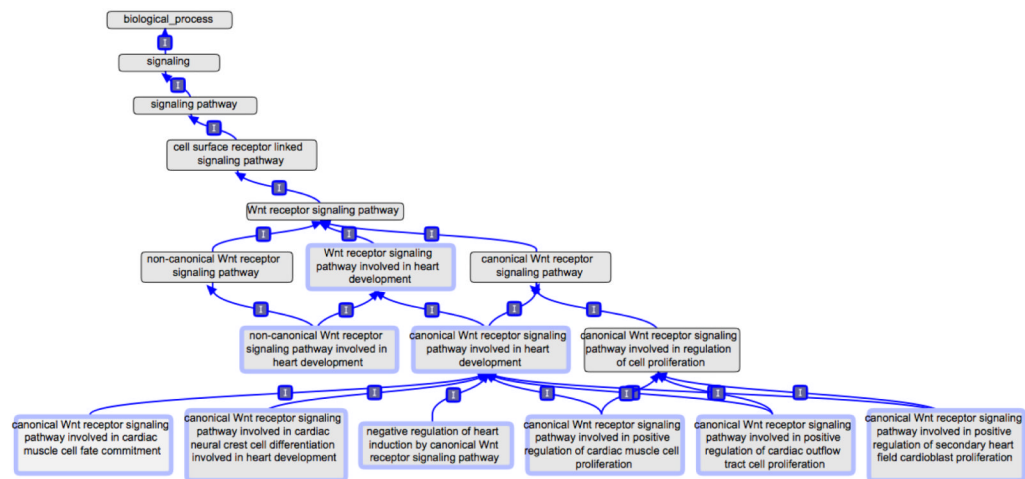 biological_process
I
signaling
I
signaling pathway
I
cell surface receptor linked
signaling pathway
I
Wnt receptor signaling pathway
I
I
I
non-canonical Wnt receptor
signaling pathway
Wnt receptor signaling
pathway involved in heart
development
canonical Wnt receptor
signaling pathway
I
I
I
I
I
non-canonical Wnt receptor
signaling pathway involved in
heart development
canonical Wnt receptor signaling
pathway involved in heart
development
canonical Wnt receptor signaling
pathway involved in regulation
of cell proliferation
I
I
I
I
I
I
I
I
canonical Wnt receptor signaling
pathway involved in cardiac
muscle cell fate commitment
canonical Wnt receptor signaling
pathway involved in cardiac
neural crest cell differentiation
involved in heart development
negative regulation of heart
induction by canonical Wnt
receptor signaling pathway
canonical Wnt receptor signaling
pathway involved in positive
regulation of cardiac muscle cell
proliferation
canonical Wnt receptor signaling
pathway involved in positive
regulation of cardiac outflow
tract cell proliferation
canonical Wnt receptor signaling
pathway involved in positive
regulation of secondary heart
field cardioblast proliferation